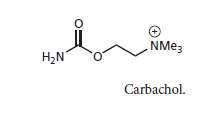 O
⊕
H₂N
O
NMe₃
Carbachol.